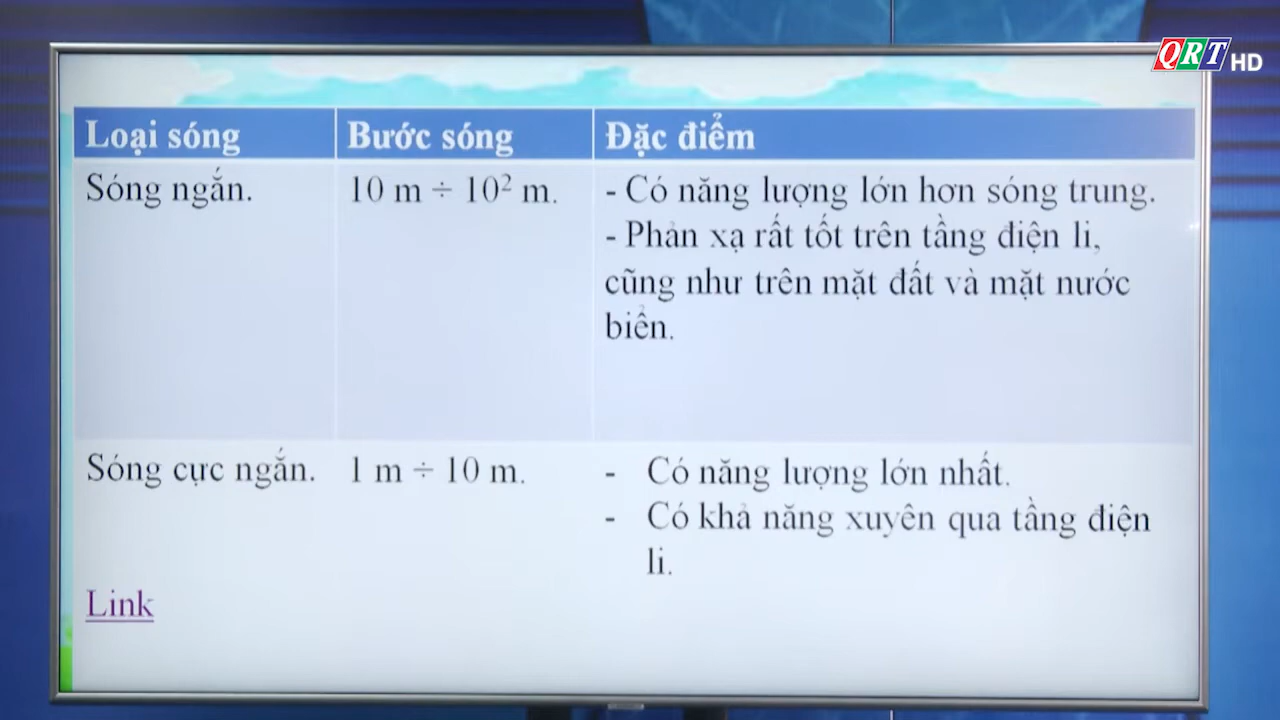 QRT HD
Loại sóng Bước sóng Đặc điểm
Sóng ngắn. 10 m ÷ 10² m. - Có năng lượng lớn hơn sóng trung.
- Phản xạ rất tốt trên tầng điện li,
cũng như trên mặt đất và mặt nước
biển.
Sóng cực ngắn. 1 m ÷ 10 m. - Có năng lượng lớn nhất.
- Có khả năng xuyên qua tầng điện
li.
Link